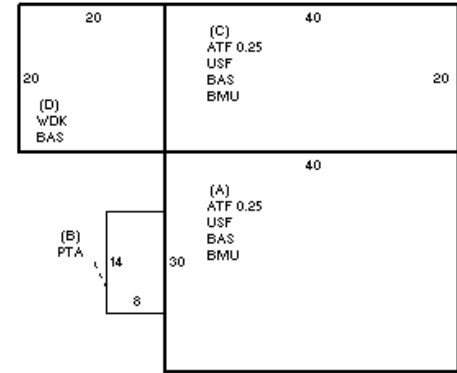 20
40
(C)
ATF 0.25
USF
BAS
BMU
20
20
(D)
WDK
BAS
40
(A)
ATF 0.25
USF
BAS
BMU
(B)
PTA
14
30
8